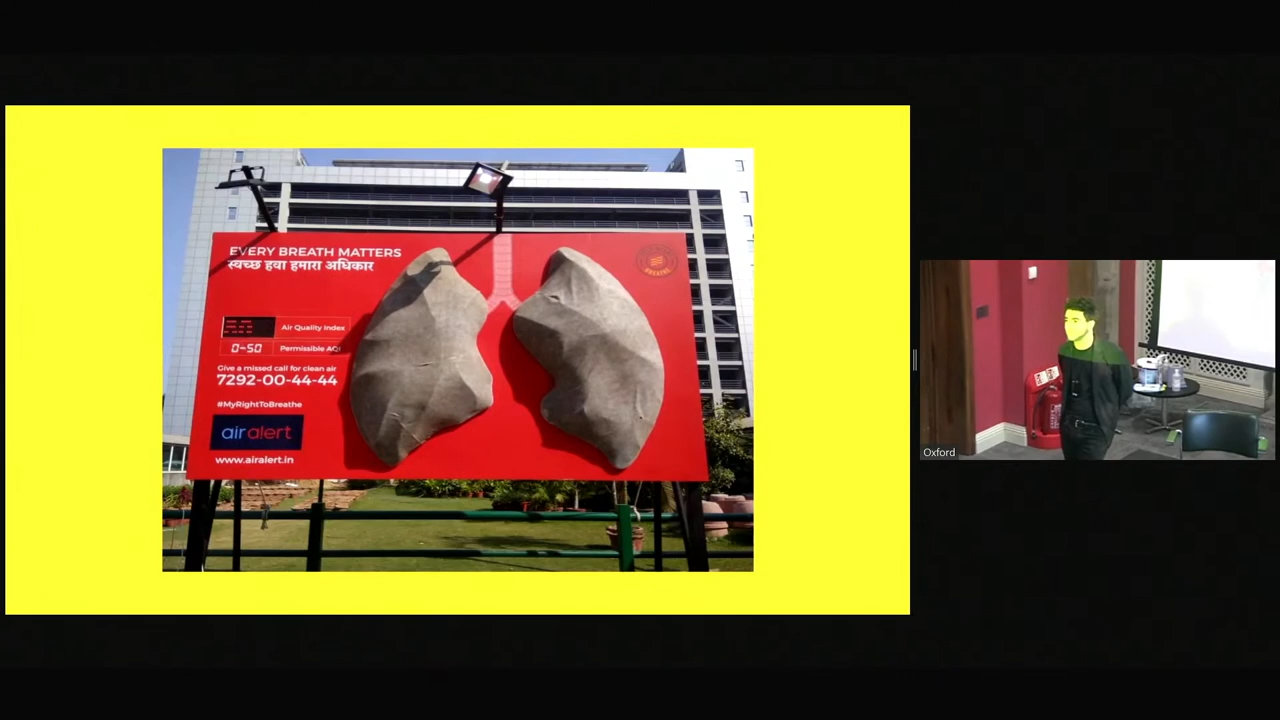 EVERY BREATH MATTERS
स्वच्छ हवा हमारा अधिकार
BREATHE
Air Quality Index
0-50 Permissible AQI
Give a missed call for clean air
7292-00-44-44
#MyRightToBreathe
airalert
www.airalert.in
Oxford